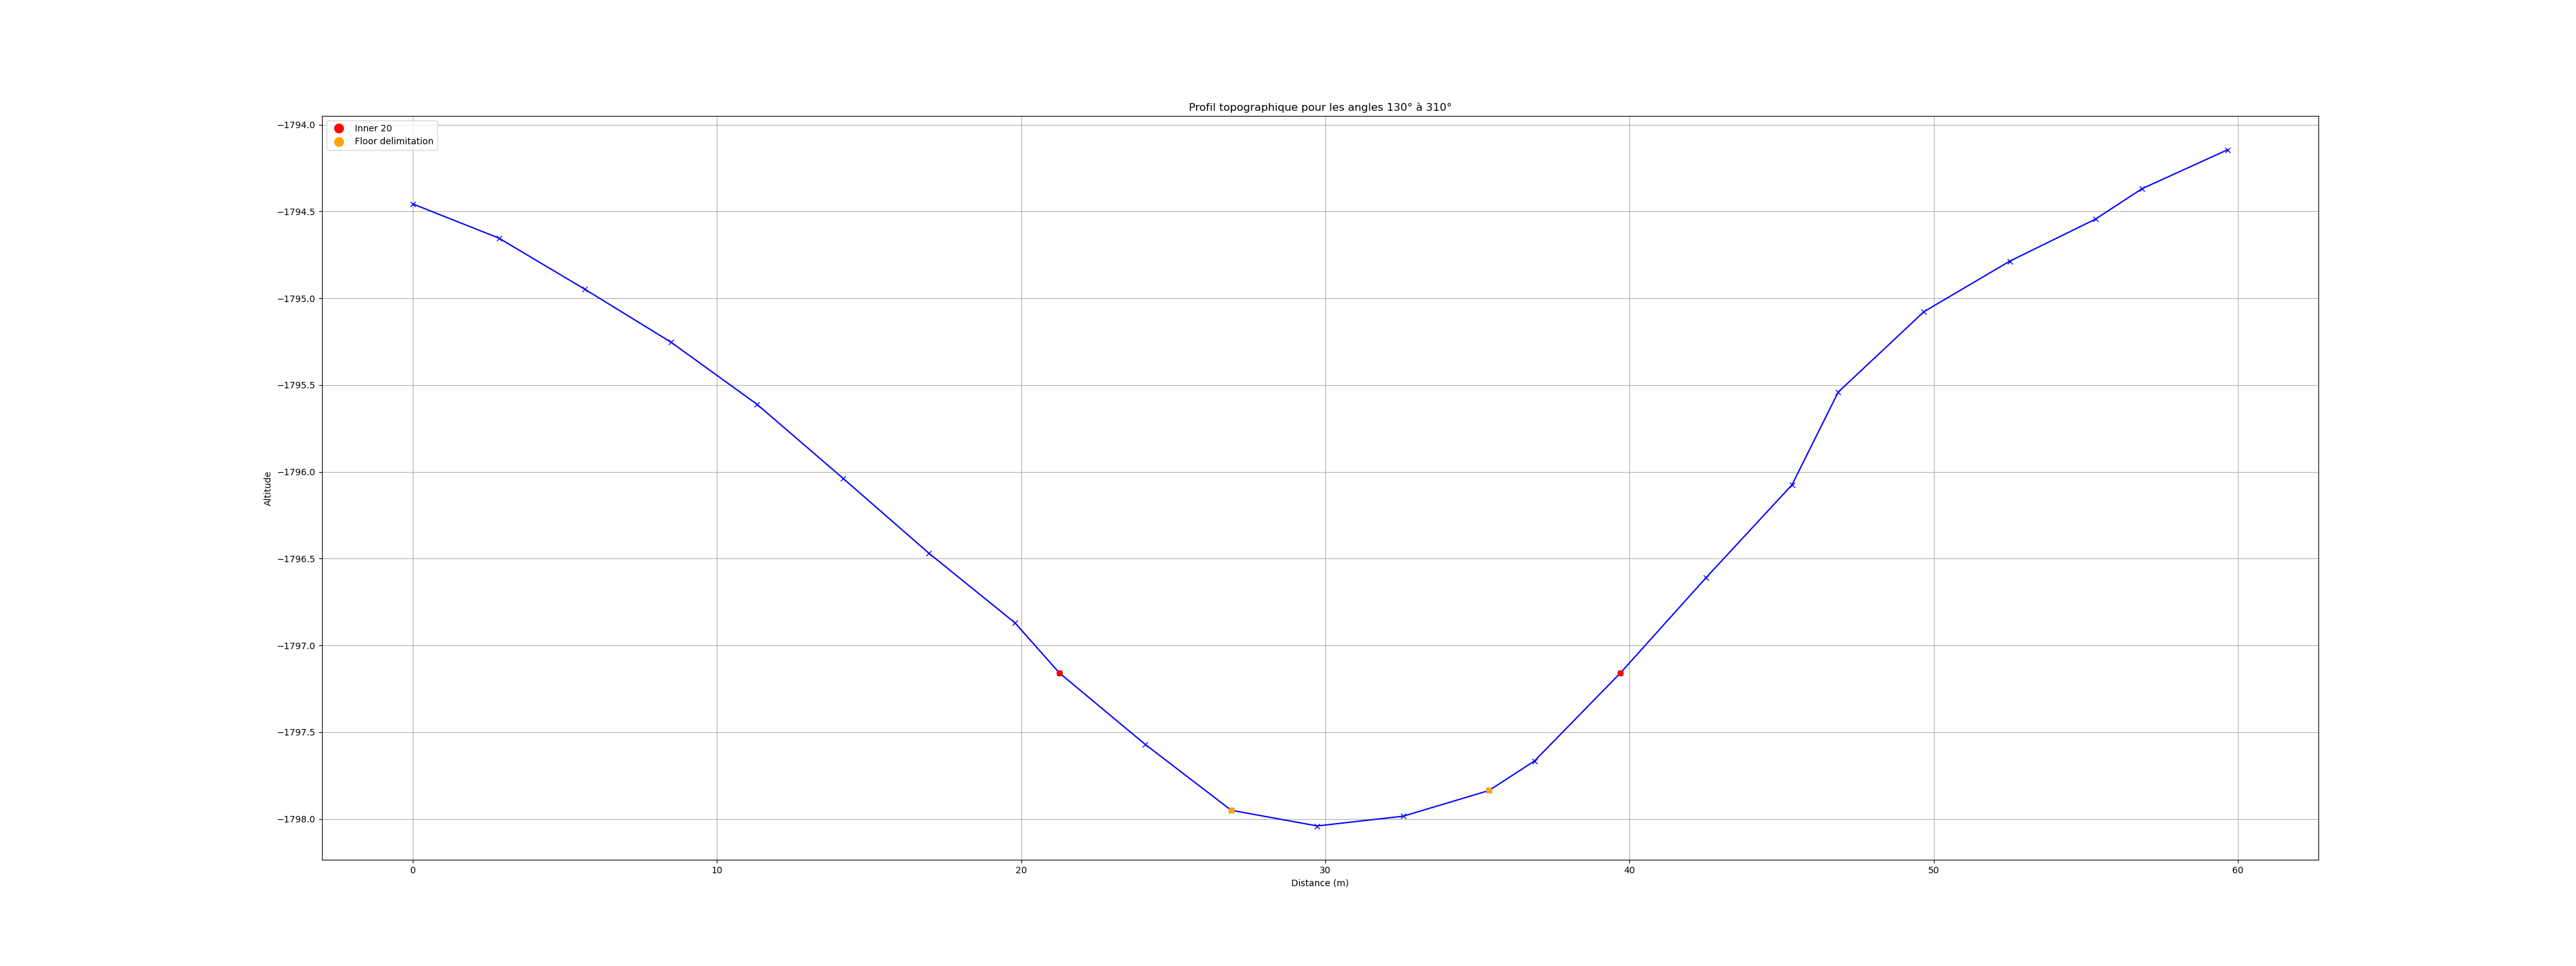 Profil topographique pour les angles 130° à 310°
Inner 20
Floor delimitation
−1794.0
−1794.5
−1795.0
−1795.5
−1796.0
−1796.5
−1797.0
−1797.5
−1798.0
Altitude
0 10 20 30 40 50 60
Distance (m)